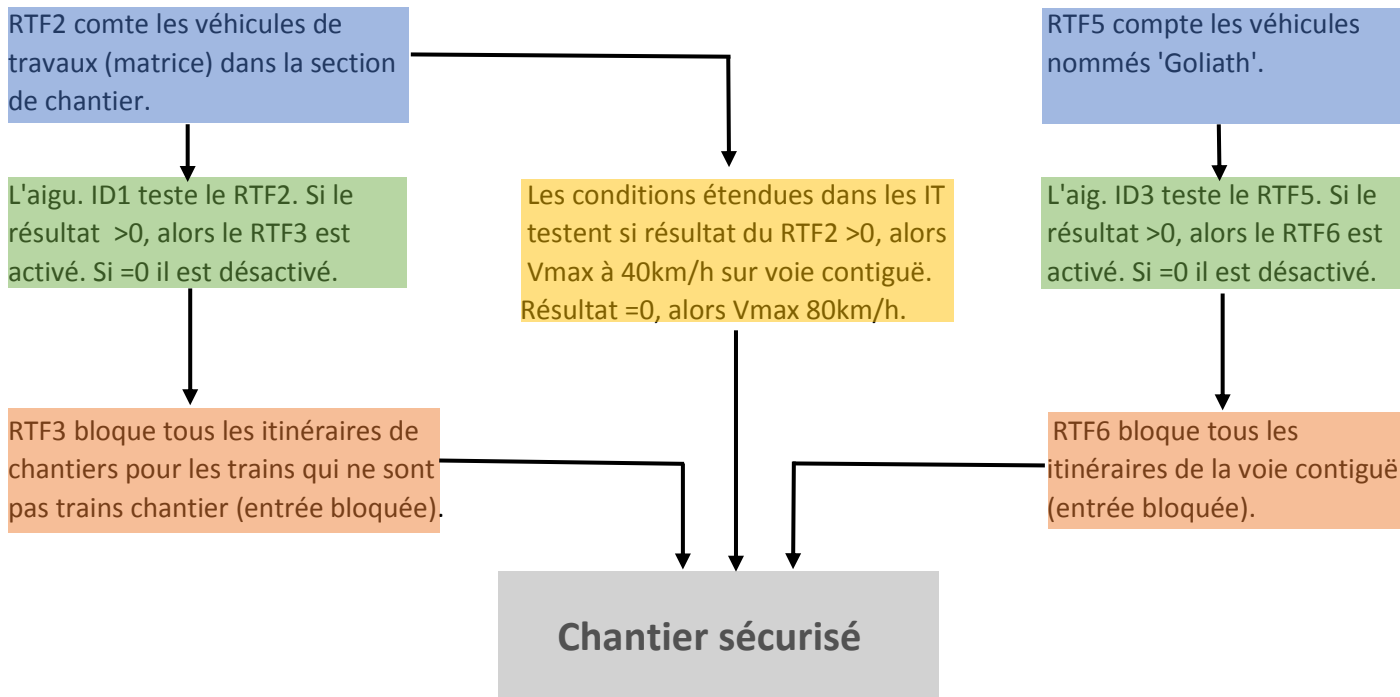 RTF2 comte les véhicules de
travaux (matrice) dans la section
de chantier.
RTF5 compte les véhicules
nommés 'Goliath'.
L'aigu. ID1 teste le RTF2. Si le
résultat >0, alors le RTF3 est
activé. Si =0 il est désactivé.
Les conditions étendues dans les IT
testent si résultat du RTF2 >0, alors
Vmax à 40km/h sur voie contiguë.
Résultat =0, alors Vmax 80km/h.
L'aig. ID3 teste le RTF5. Si le
résultat >0, alors le RTF6 est
activé. Si =0 il est désactivé.
RTF3 bloque tous les itinéraires de
chantiers pour les trains qui ne sont
pas trains chantier (entrée bloquée).
RTF6 bloque tous les
itinéraires de la voie contiguë
(entrée bloquée).
Chantier sécurisé